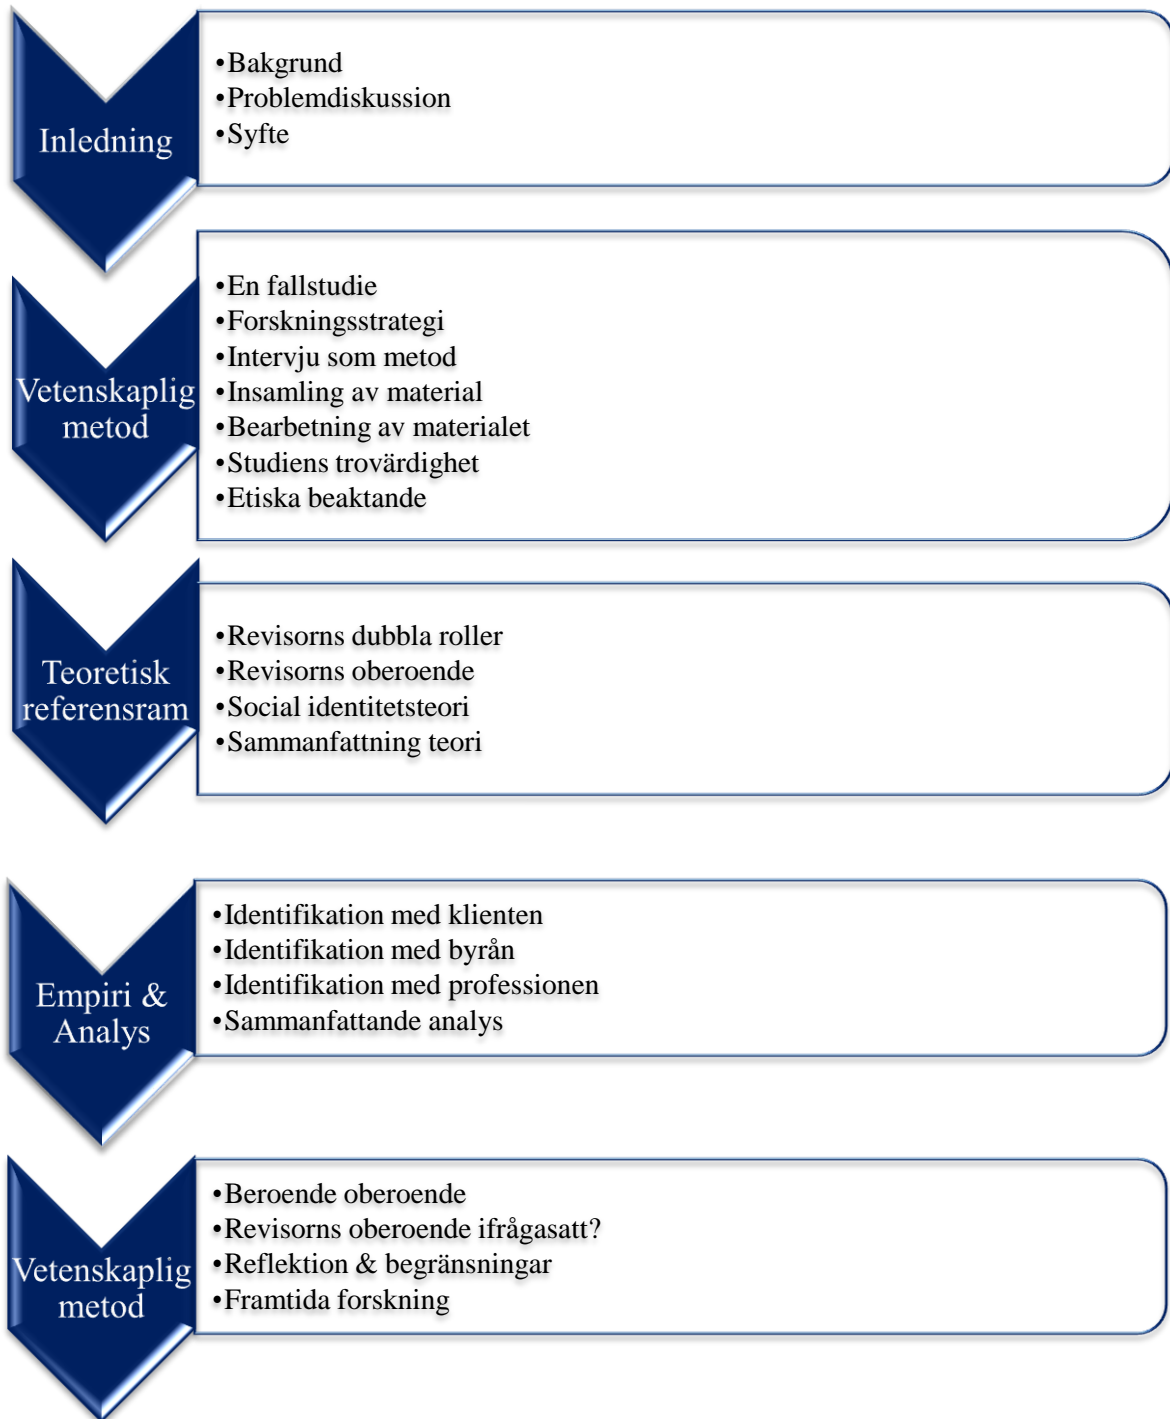 Inledning
•Bakgrund
•Problemdiskussion
•Syfte
Vetenskaplig
metod
•En fallstudie
•Forskningsstrategi
•Intervju som metod
•Insamling av material
•Bearbetning av materialet
•Studiens trovärdighet
•Etiska beaktande
Teoretisk
referensram
•Revisorns dubbla roller
•Revisorns oberoende
•Social identitetsteori
•Sammanfattning teori
Empiri &
Analys
•Identifikation med klienten
•Identifikation med byrån
•Identifikation med professionen
•Sammanfattande analys
Vetenskaplig
metod
•Beroende oberoende
•Revisorns oberoende ifrågasatt?
•Reflektion & begränsningar
•Framtida forskning